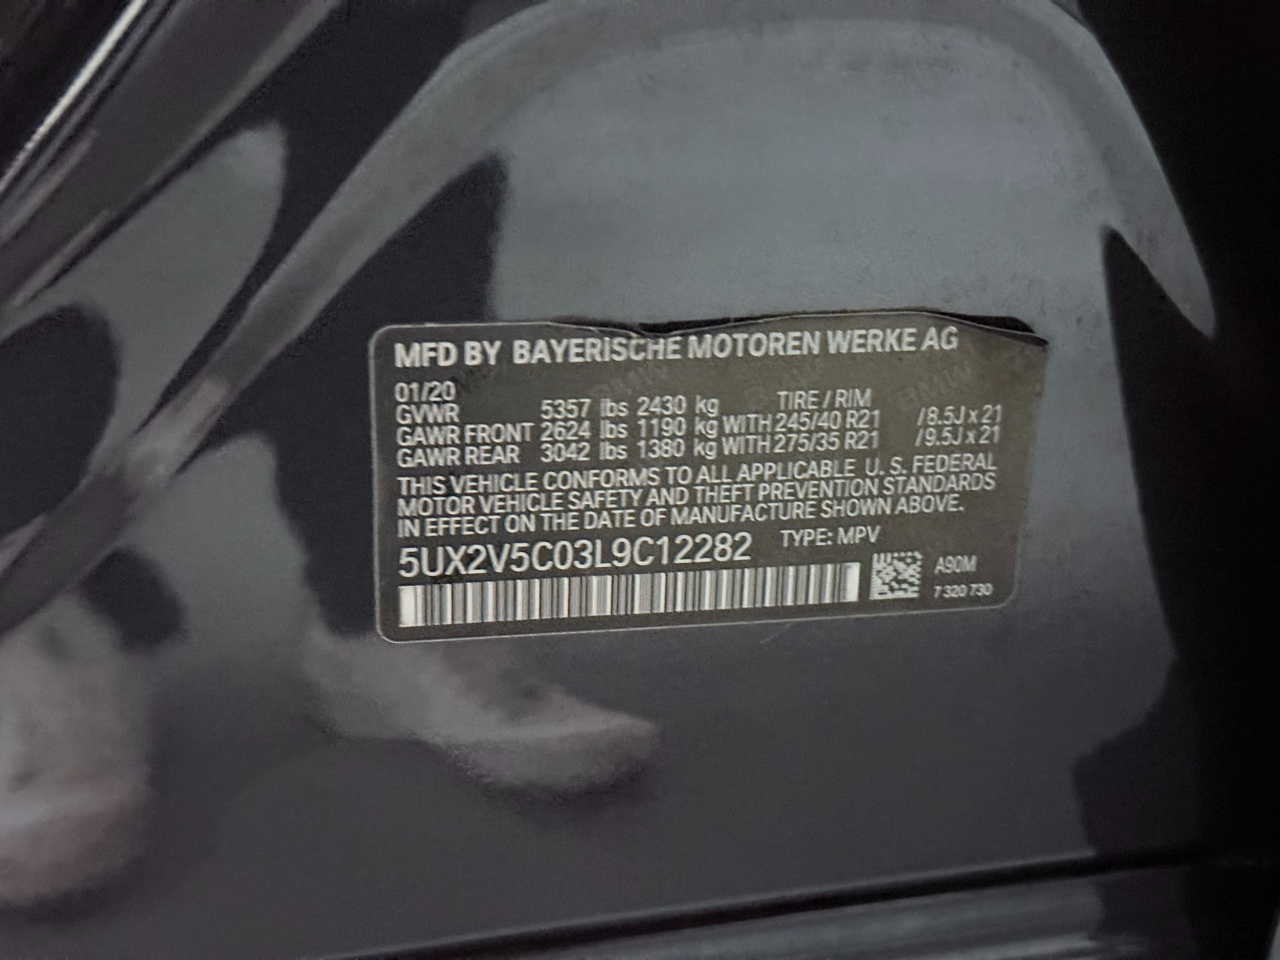 MFD BY BAYERISCHE MOTOREN WERKE AG
01/20 TIRE / RIM
GVWR 5357 lbs 2430 kg
GAWR FRONT 2624 lbs 1190 kg WITH 245/40 R21 /8.5J x 21
GAWR REAR 3042 lbs 1380 kg WITH 275/35 R21 /9.5J x 21
THIS VEHICLE CONFORMS TO ALL APPLICABLE U. S. FEDERAL
MOTOR VEHICLE SAFETY AND THEFT PREVENTION STANDARDS
IN EFFECT ON THE DATE OF MANUFACTURE SHOWN ABOVE.
5UX2V5C03L9C12282 TYPE: MPV
A90M
7 320 730